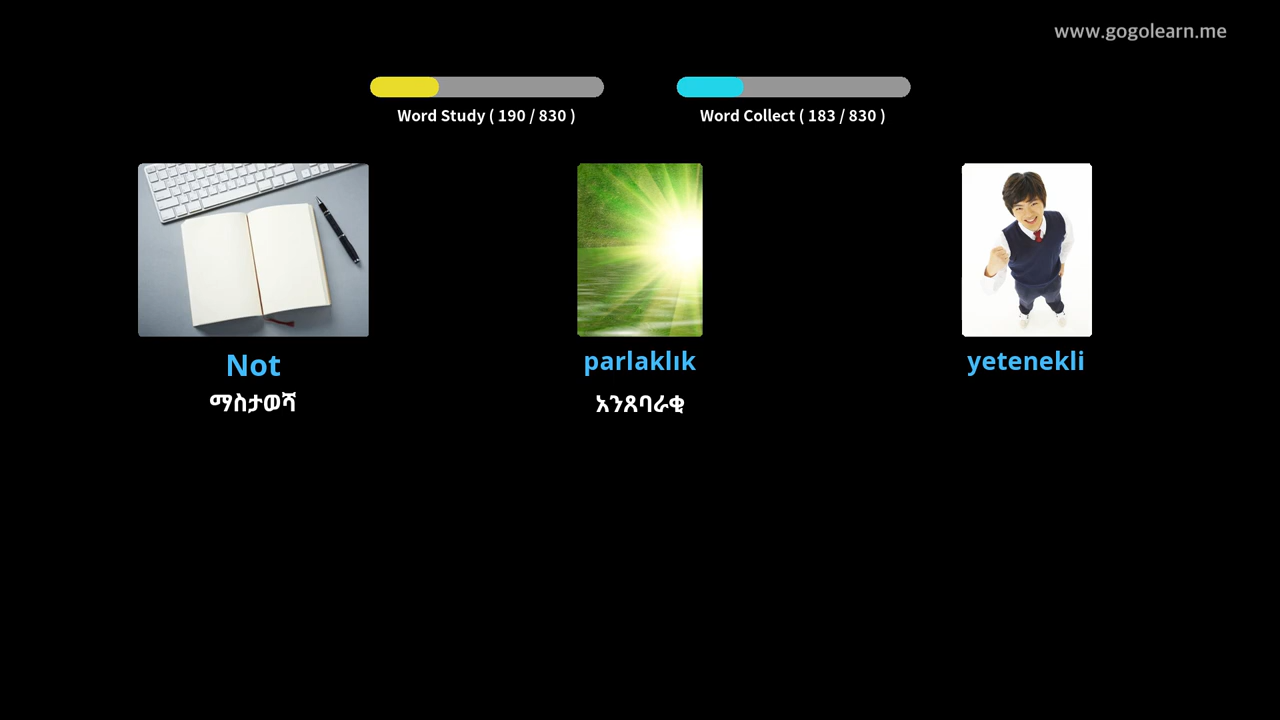 www.gogolearn.me
Word Study ( 190 / 830 )
Word Collect ( 183 / 830 )
Not
ማስታወሻ
parlaklık
አንጸባራቂ
yetenekli